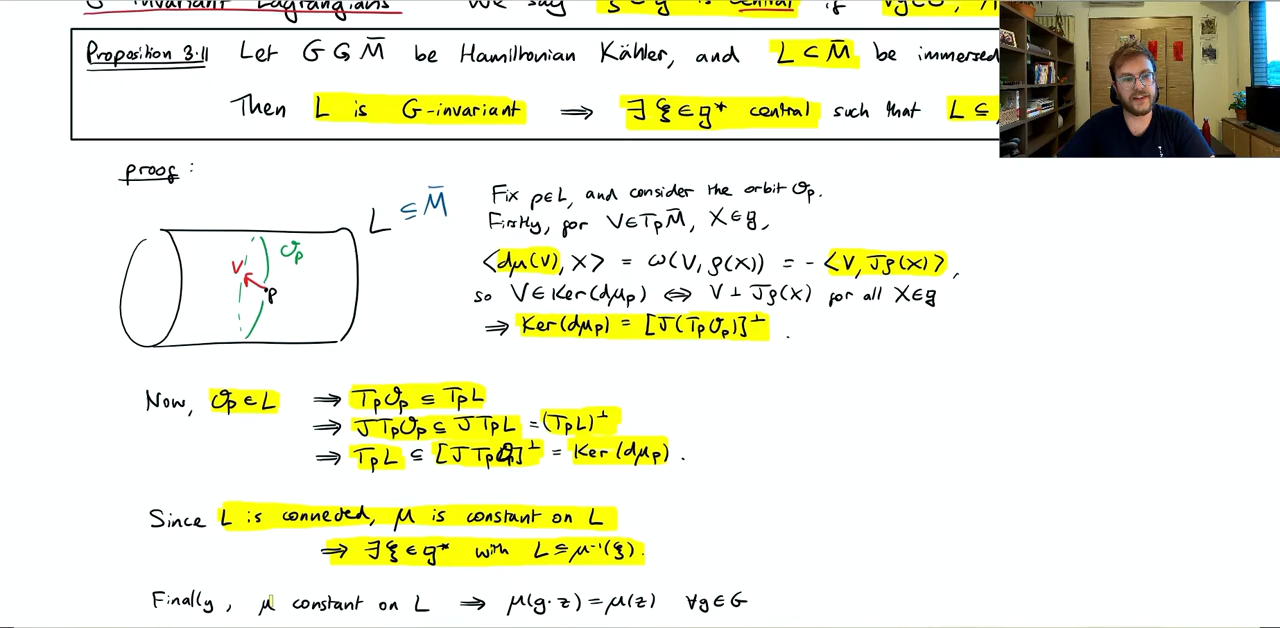 G-invariant Lagrangians We say ξ ∈ g* is central if ∀g∈G,
Proposition 3.11 Let G G M̄ be Hamiltonian Kähler, and L ⊂ M̄ be immersed
Then L is G-invariant ⟹ ∃ ξ ∈ g* central such that L ⊆
proof:
L ⊆ M̄
O_p
V
p
Fix p∈L, and consider the orbit O_p.
Firstly, for V∈T_pM̄, X∈g,
<dμ(V), X> = ω(V, ρ(X)) = - <V, Jρ(X)>,
so V∈Ker(dμ_p) ⟺ V ⊥ Jρ(X) for all X∈g
⟹ Ker(dμ_p) = [J(T_pO_p)]^⊥.
Now, O_p ∈ L ⟹ T_pO_p ⊆ T_pL
⟹ JT_pO_p ⊆ JT_pL = (T_pL)^⊥
⟹ T_pL ⊆ [JT_pO_p]^⊥ = Ker(dμ_p).
Since L is conneded, μ is constant on L
⟹ ∃ξ ∈ g* with L ⊆ μ⁻¹(ξ).
Finally, μ constant on L ⟹ μ(g·z) = μ(z) ∀g∈G